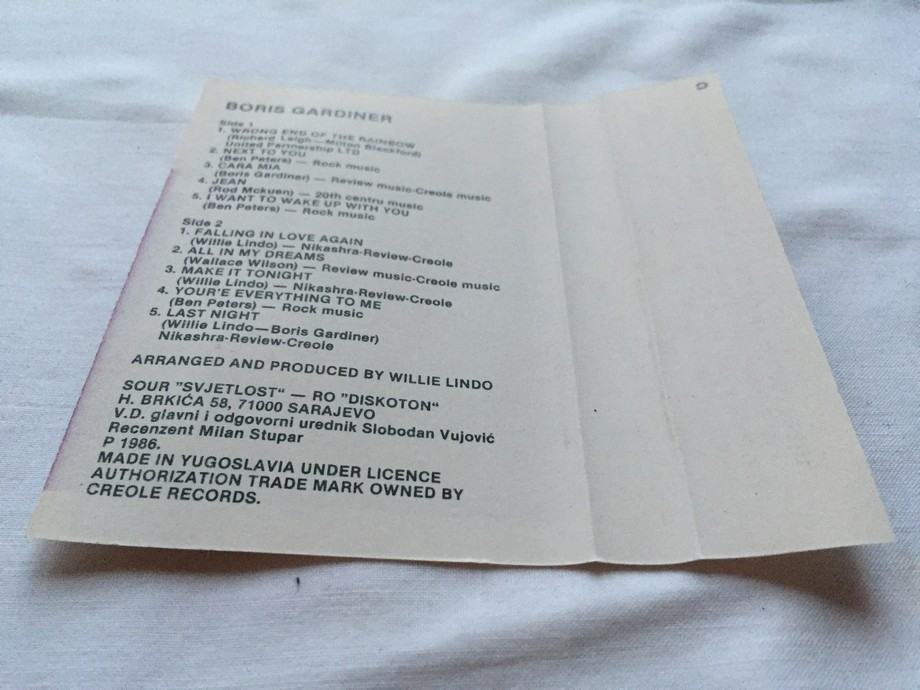 BORIS GARDINER
Side 1
1. WRONG END OF THE RAINBOW
(Richard Leigh—Milton Blackford)
United Partnership LTD
2. NEXT TO YOU
(Ben Peters) — Rock music
3. CARA MIA
(Boris Gardiner) — Review music-Creole music
4. JEAN
(Rod Mckuen) — 20th centru music
5. I WANT TO WAKE UP WITH YOU
(Ben Peters) — Rock music
Side 2
1. FALLING IN LOVE AGAIN
(Willie Lindo) — Nikashra-Review-Creole
2. ALL IN MY DREAMS
(Wallace Wilson) — Review music-Creole music
3. MAKE IT TONIGHT
(Willie Lindo) — Nikashra-Review-Creole
4. YOUR'E EVERYTHING TO ME
(Ben Peters) — Rock music
5. LAST NIGHT
(Willie Lindo—Boris Gardiner)
Nikashra-Review-Creole
ARRANGED AND PRODUCED BY WILLIE LINDO
SOUR "SVJETLOST“ — RO "DISKOTON“
H. BRKIĆA 58, 71000 SARAJEVO
V.D. glavni i odgovorni urednik Slobodan Vujović
Recenzent Milan Stupar
P 1986.
MADE IN YUGOSLAVIA UNDER LICENCE
AUTHORIZATION TRADE MARK OWNED BY
CREOLE RECORDS.